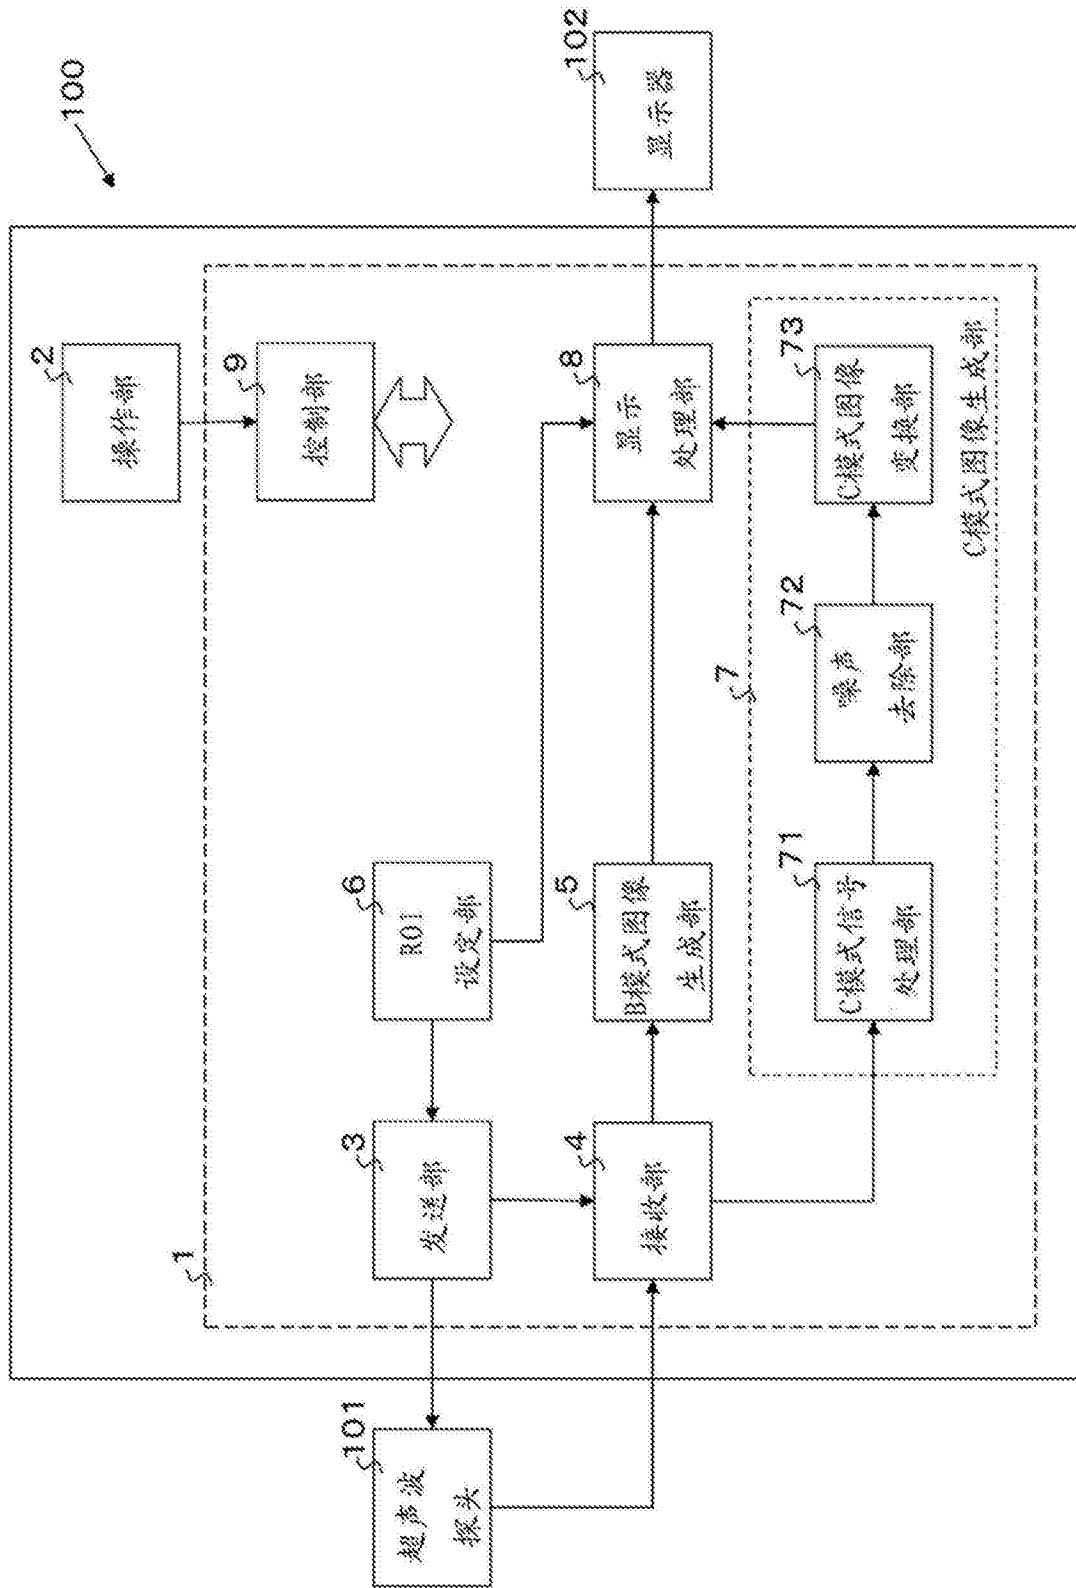 100
2
操作部
1
9
控制部
101
超声波
探头
3
发送部
6
ROI
设定部
4
接收部
5
B模式图像
生成部
8
显示
处理部
102
显示器
7
71
C模式信号
处理部
72
噪声
去除部
73
C模式图像
变换部
C模式图像生成部